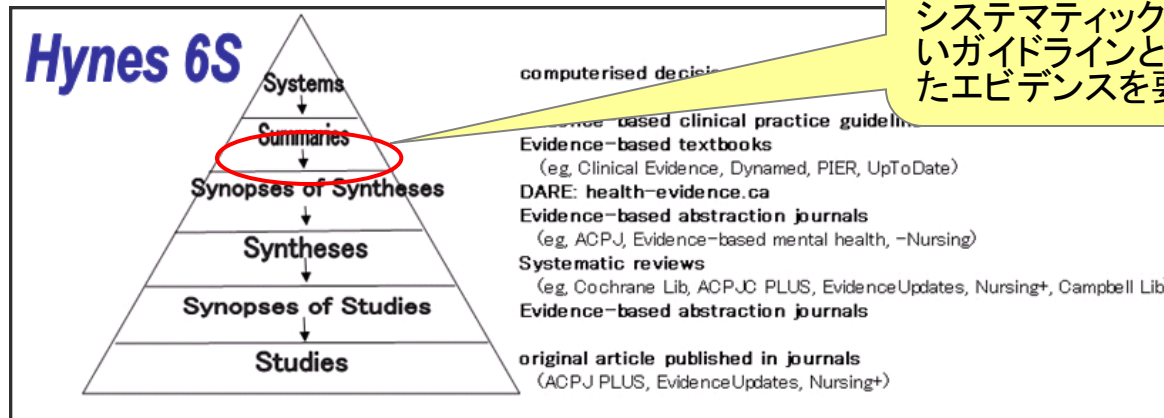 Hynes 6S
システマティック
いガイドラインと
たエビデンスを
Systems
computerised
Summaries
based clinical practice
Evidence-based textbooks
(eg, Clinical Evidence, Dynamed, PIER, UpToDate)
Synopses of Syntheses
DARE: health-evidence.ca
Evidence-based abstraction journals
(eg, ACPJ, Evidence-based mental health, -Nursing)
Syntheses
Systematic reviews
(eg, Cochrane Lib, ACPJC PLUS, EvidenceUpdates, Nursing+, Campbell Lib
Synopses of Studies
Evidence-based abstraction journals
Studies
original article published in journals
(ACPJ PLUS, EvidenceUpdates, Nursing+)